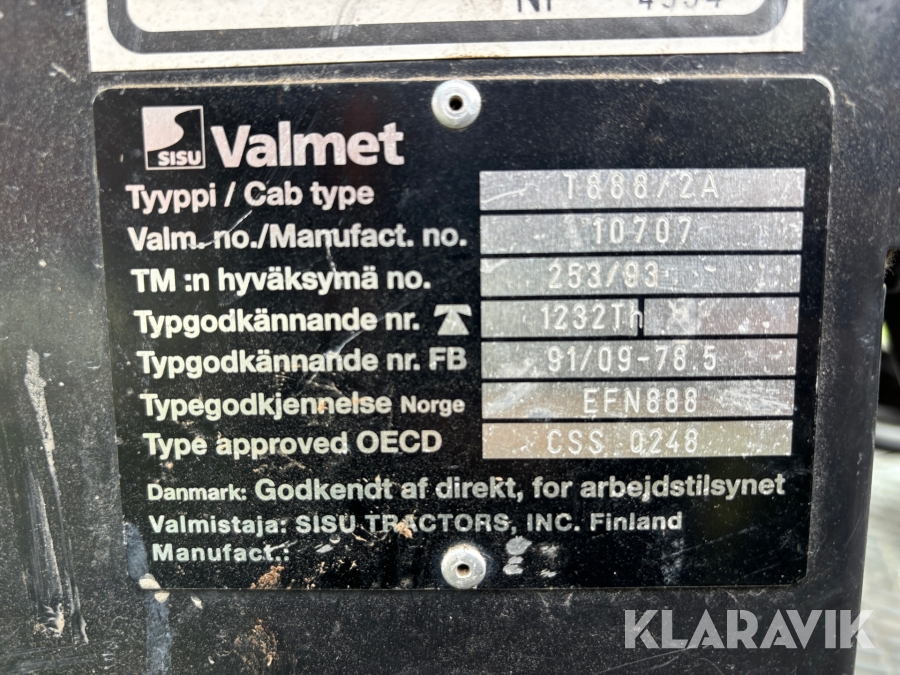 Nr 4994
SISU Valmet
Tyyppi / Cab type T888/2A
Valm. no./Manufact. no. 10707
TM :n hyväksymä no. 253/93
Typgodkännande nr. 1232Th
Typgodkännande nr. FB 91/09-78.5
Typegodkjennelse Norge EFN888
Type approved OECD CSS 0248
Danmark: Godkendt af direkt, for arbejdstilsynet
Valmistaja: SISU TRACTORS, INC. Finland
Manufact.:
KLARAVIK